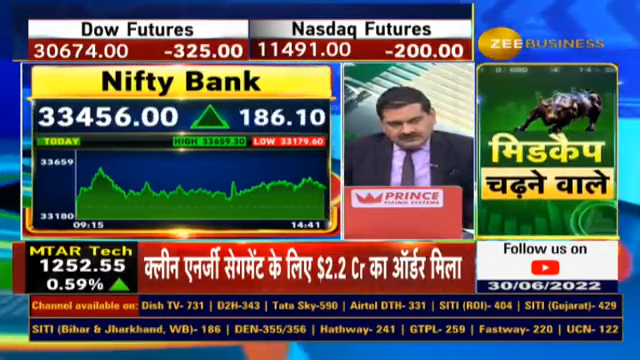 Dow Futures
30674.00 -325.00
Nasdaq Futures
11491.00 -200.00
ZEE BUSINESS
Nifty Bank
33456.00 186.10
TODAY HIGH 33659.30 LOW 33179.60
33659
33180
09:15 14:41
PRINCE
PIPING SYSTEMS
मिडकैप
चढ़ने वाले
MTAR Tech
1252.55
0.59%
क्लीन एनर्जी सेगमेंट के लिए $2.2 Cr का ऑर्डर मिला
Follow us on
30/06/2022
Channel available on: Dish TV- 731 | D2H-343 | Tata Sky-590 | Airtel DTH- 331 | SITI (ROI)- 404 | SITI (Gujarat)- 429
SITI (Bihar & Jharkhand, WB)- 186 | DEN-355/356 | Hathway- 241 | GTPL- 259 | Fastway- 220 | UCN- 122